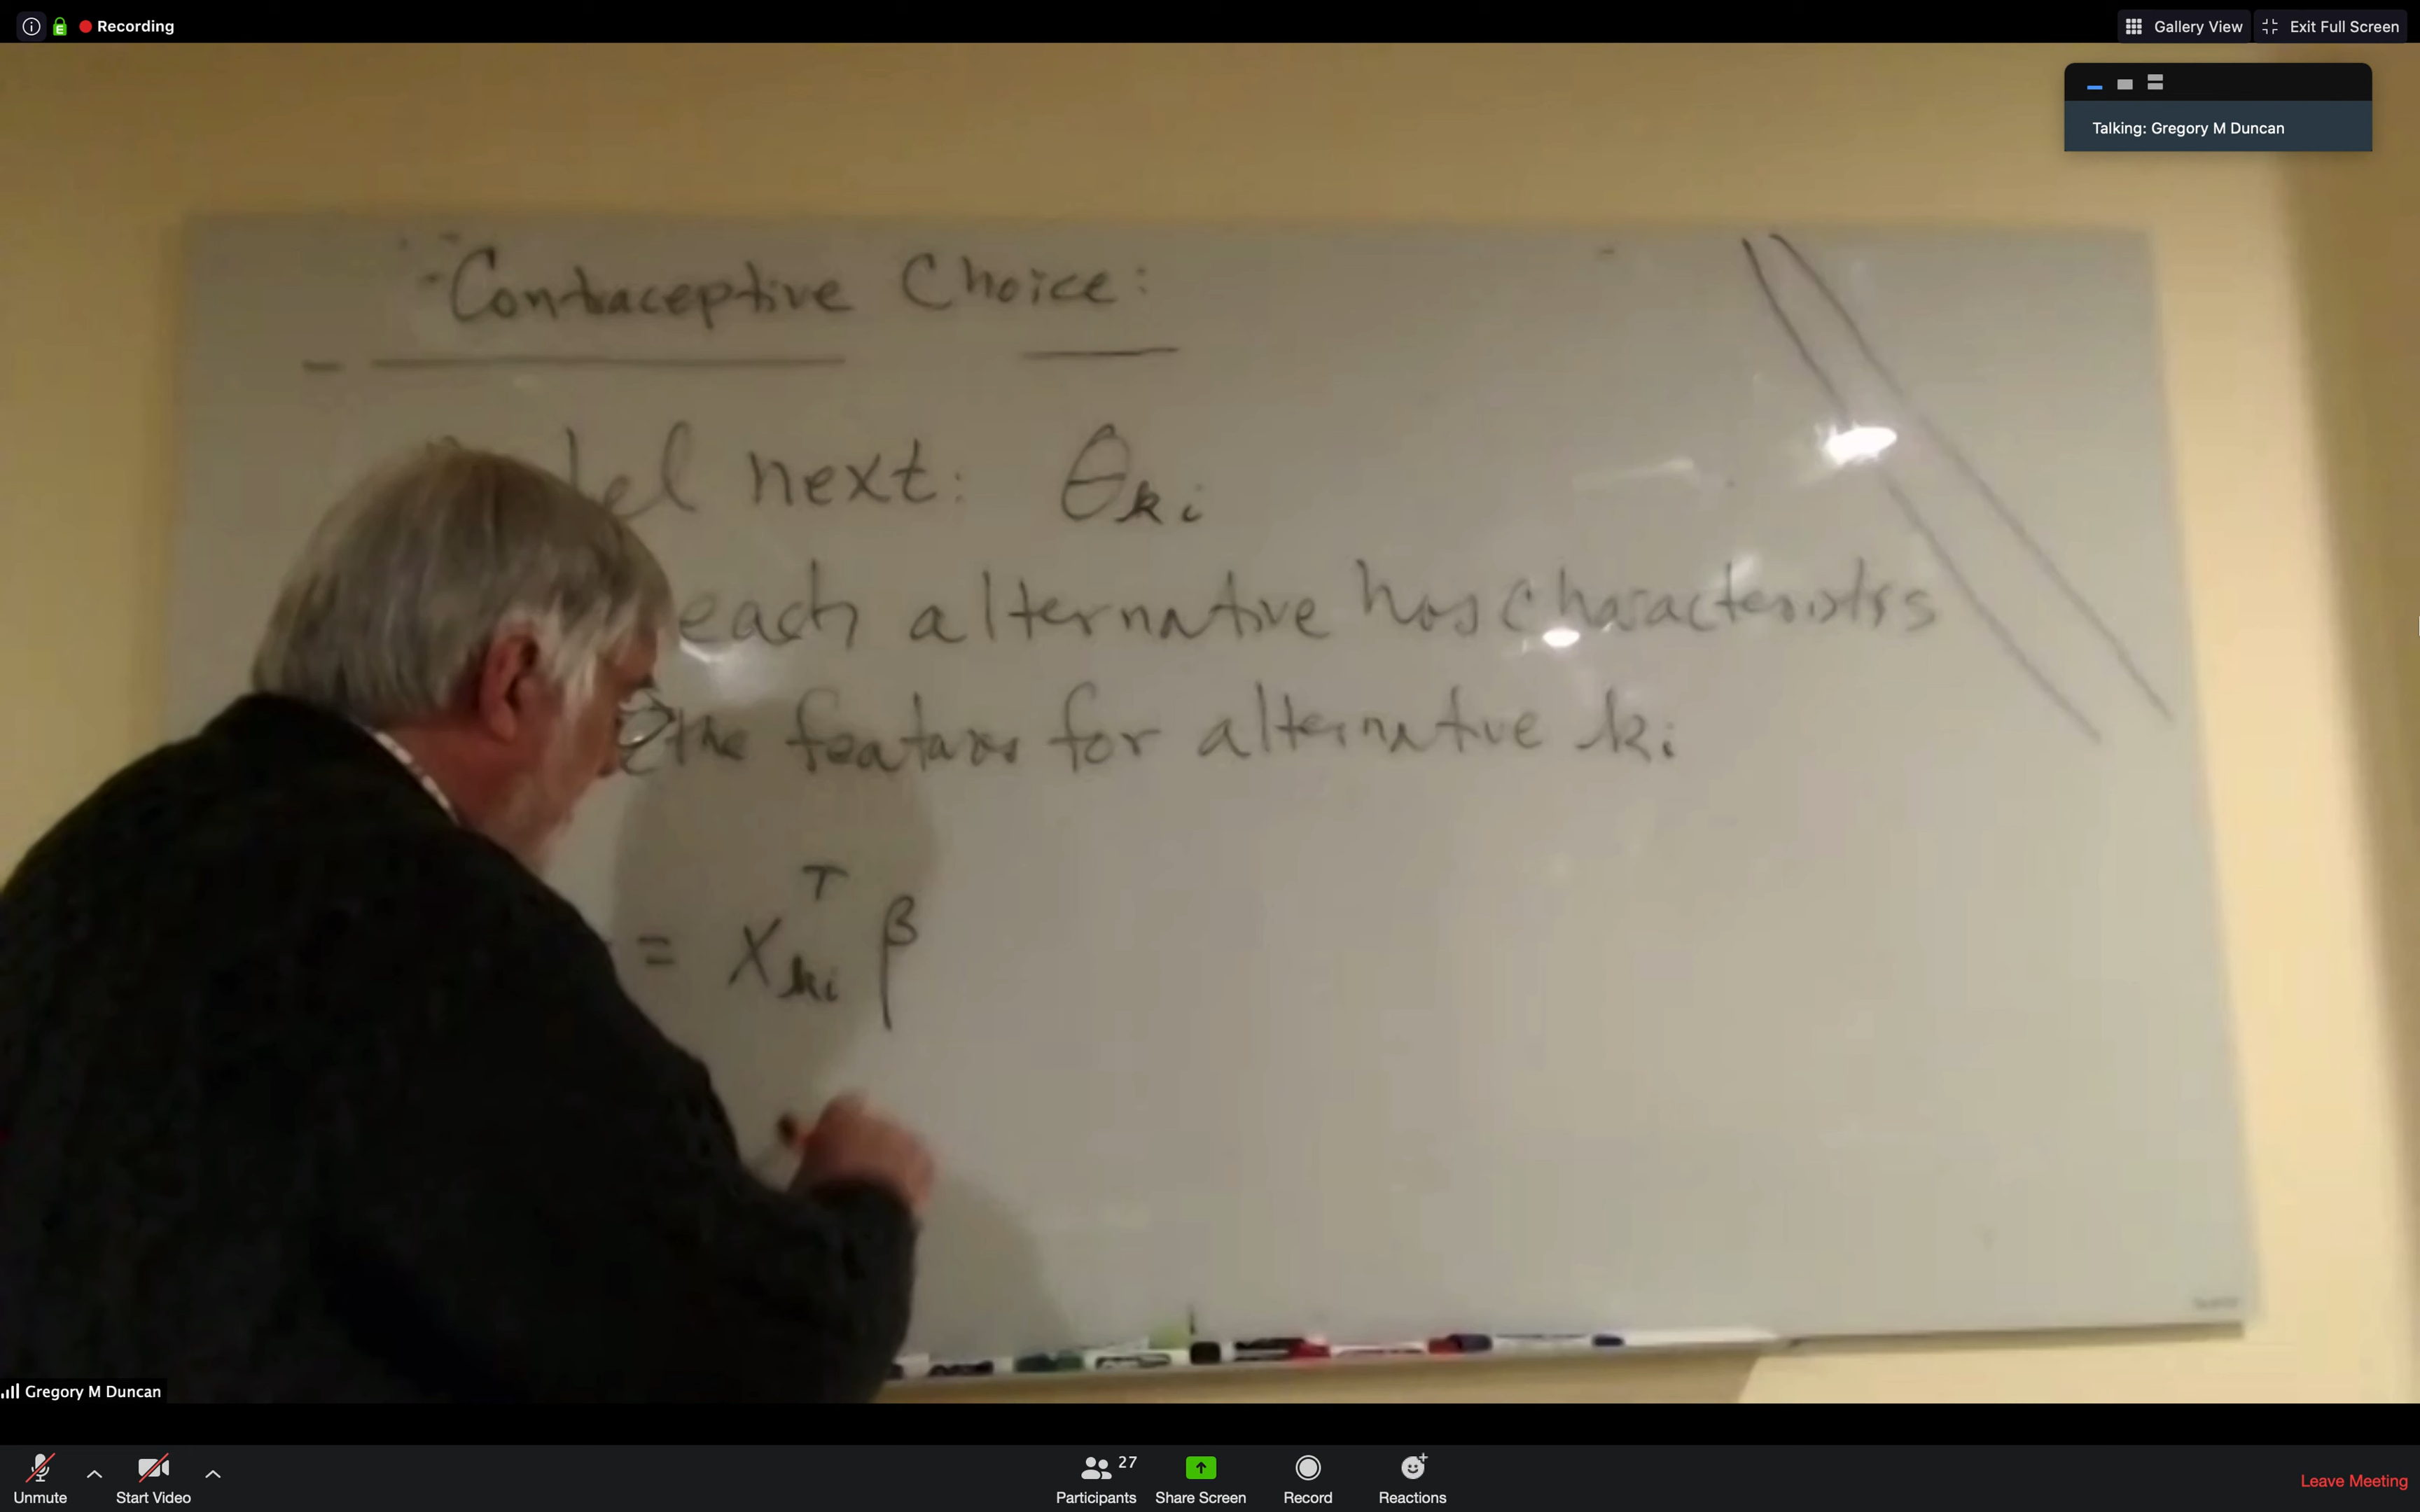 Recording
Gallery View
Exit Full Screen
Talking: Gregory M Duncan
Contraceptive Choice:
next: θki
each alternative has characteristics
the features for alternative ki
= Xki T β
Gregory M Duncan
Unmute
Start Video
27
Participants
Share Screen
Record
Reactions
Leave Meeting